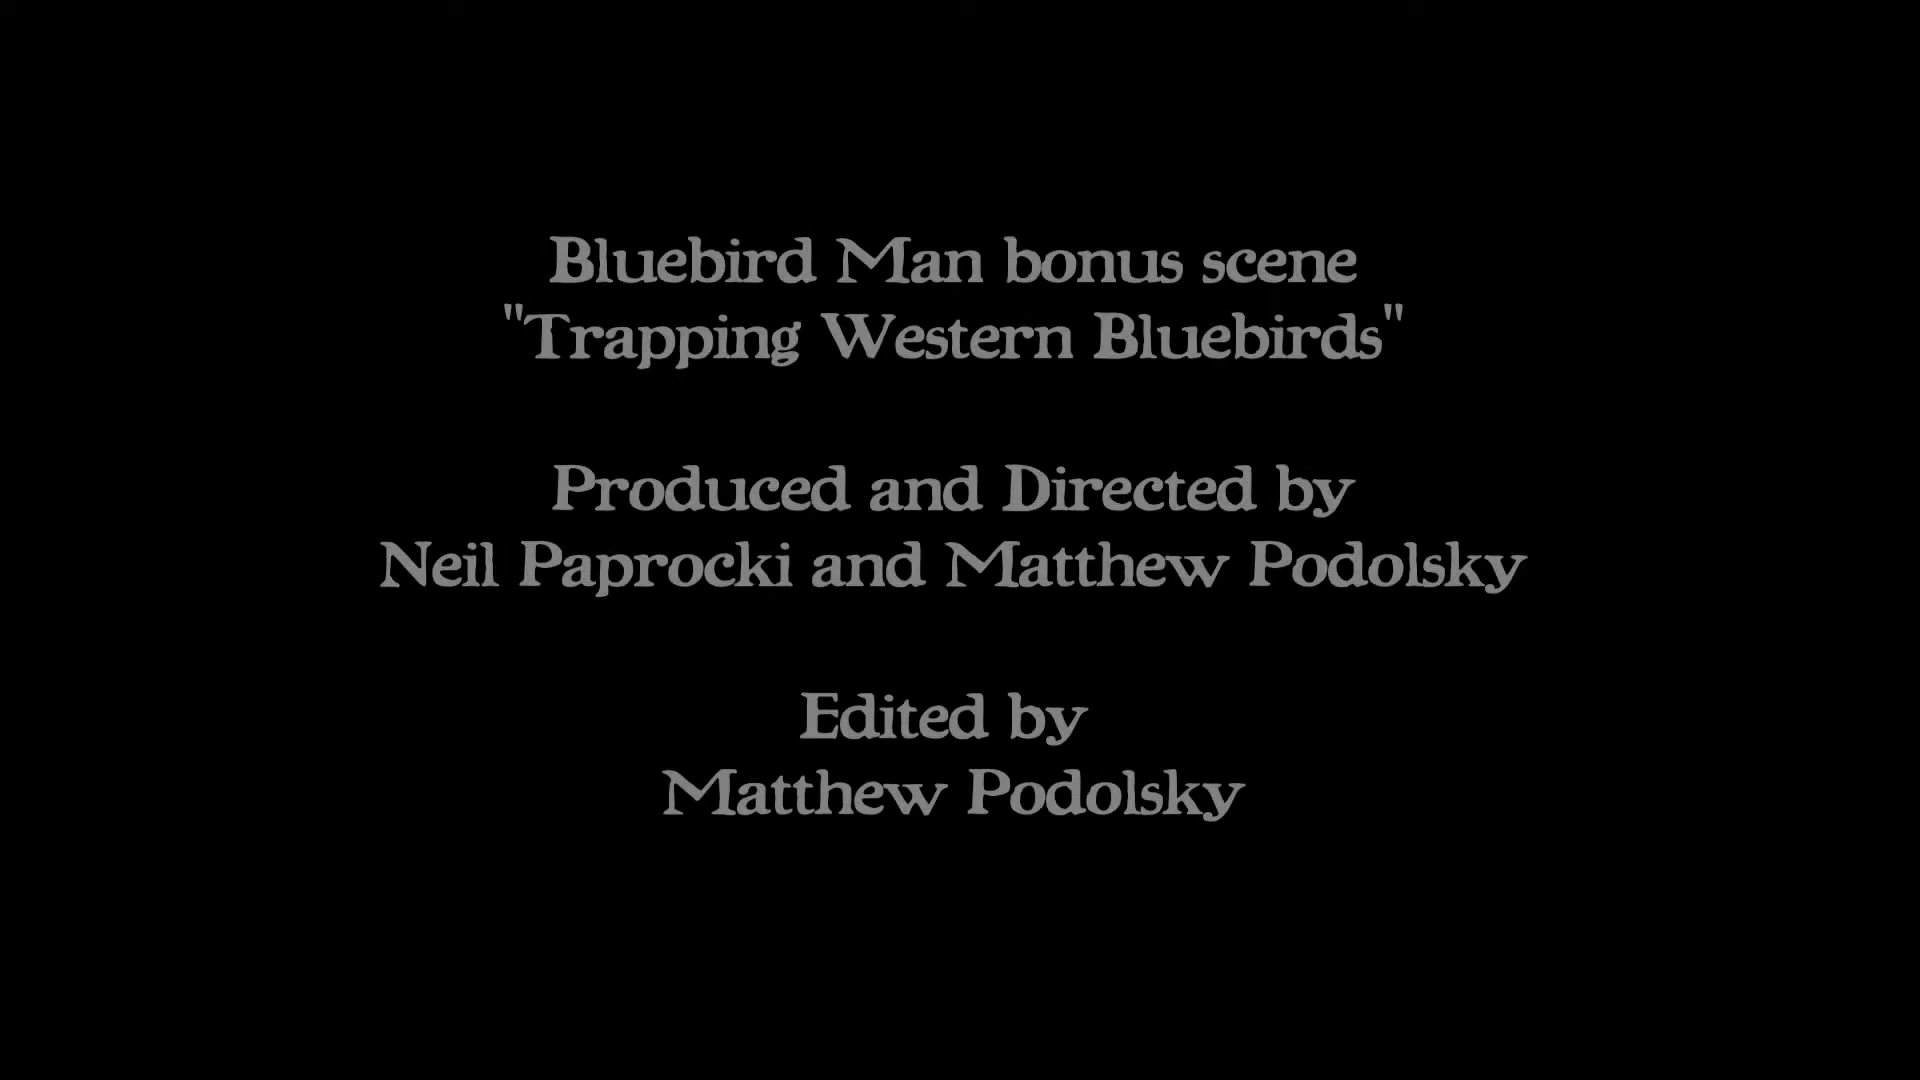 Bluebird Man bonus scene
"Trapping Western Bluebirds"
Produced and Directed by
Neil Paprocki and Matthew Podolsky
Edited by
Matthew Podolsky